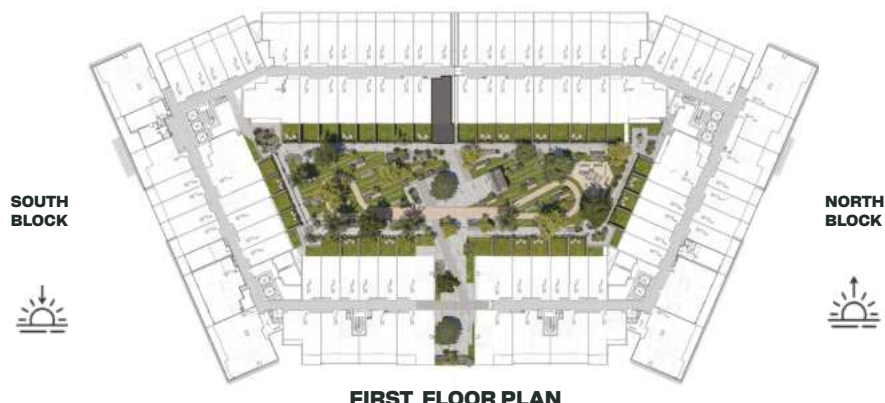 SOUTH
BLOCK
NORTH
BLOCK
FIRST FLOOR PLAN